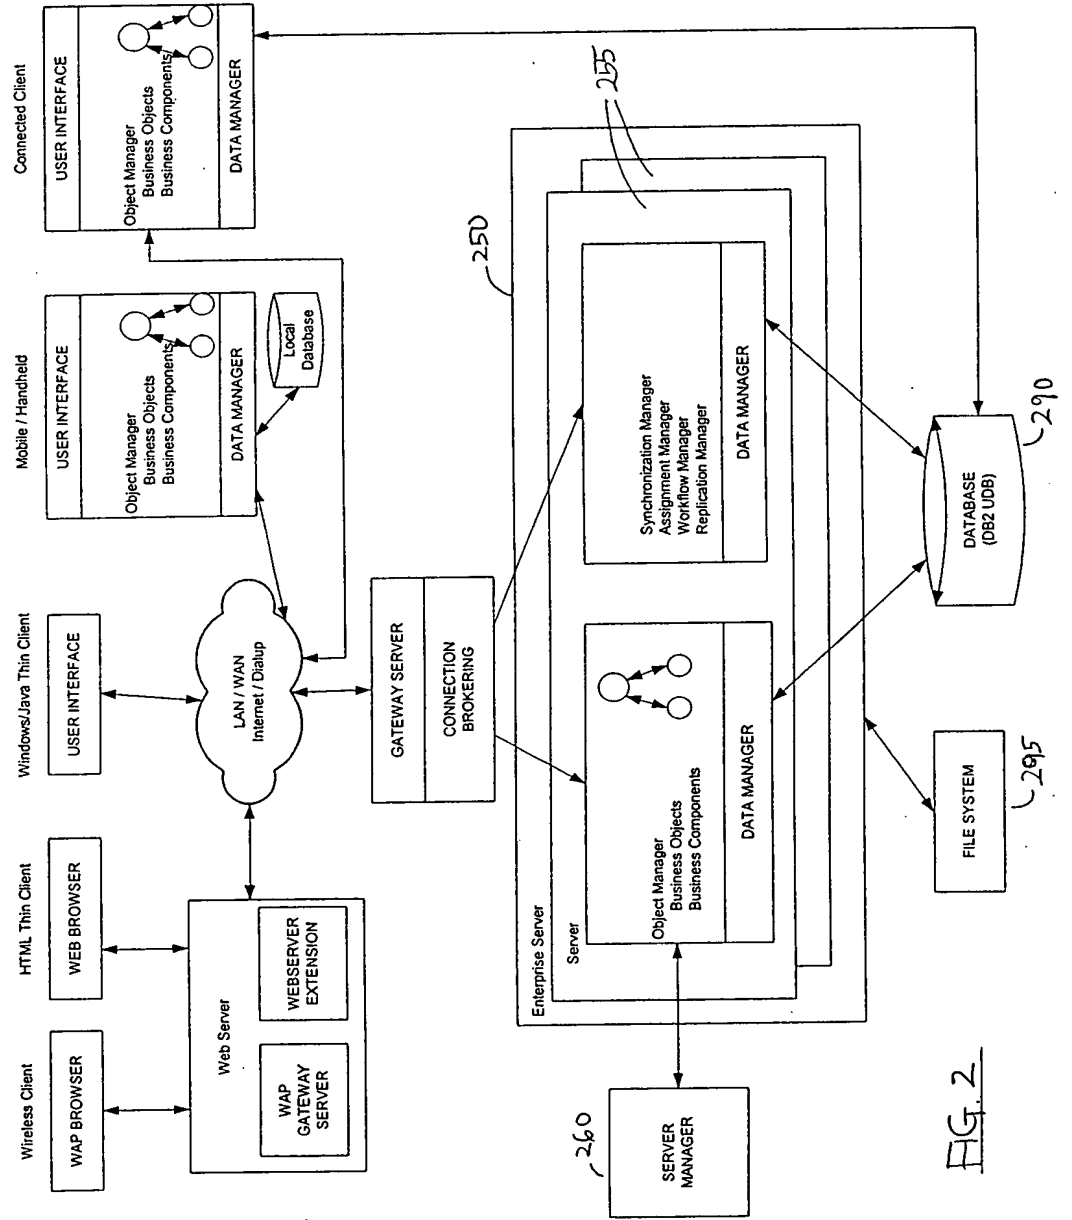 Wireless Client
HTML Thin Client
Windows/Java Thin Client
Mobile / Handheld
Connected Client
WAP BROWSER
WEB BROWSER
USER INTERFACE
USER INTERFACE
Object Manager
Business Objects
Business Components/
DATA MANAGER
Local
Database
USER INTERFACE
Object Manager
Business Objects
Business Components/
DATA MANAGER
Web Server
WAP
GATEWAY
SERVER
WEBSERVER
EXTENSION
LAN / WAN
Internet / Dialup
GATEWAY SERVER
CONNECTION
BROKERING
250
255
Enterprise Server
Server
Object Manager
Business Objects
Business Components
DATA MANAGER
Synchronization Manager
Assignment Manager
Workflow Manager
Replication Manager
DATA MANAGER
260
SERVER
MANAGER
FILE SYSTEM
295
DATABASE
(DB2 UDB)
290
FIG. 2